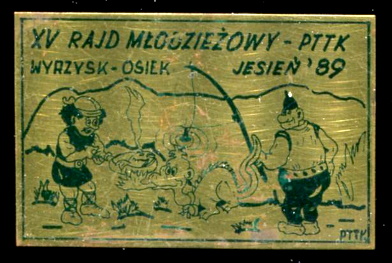 XV RAJD MŁODZIEŻOWY - PTTK
WYRZYSK - OSIEK JESIEŃ '89
PTTK